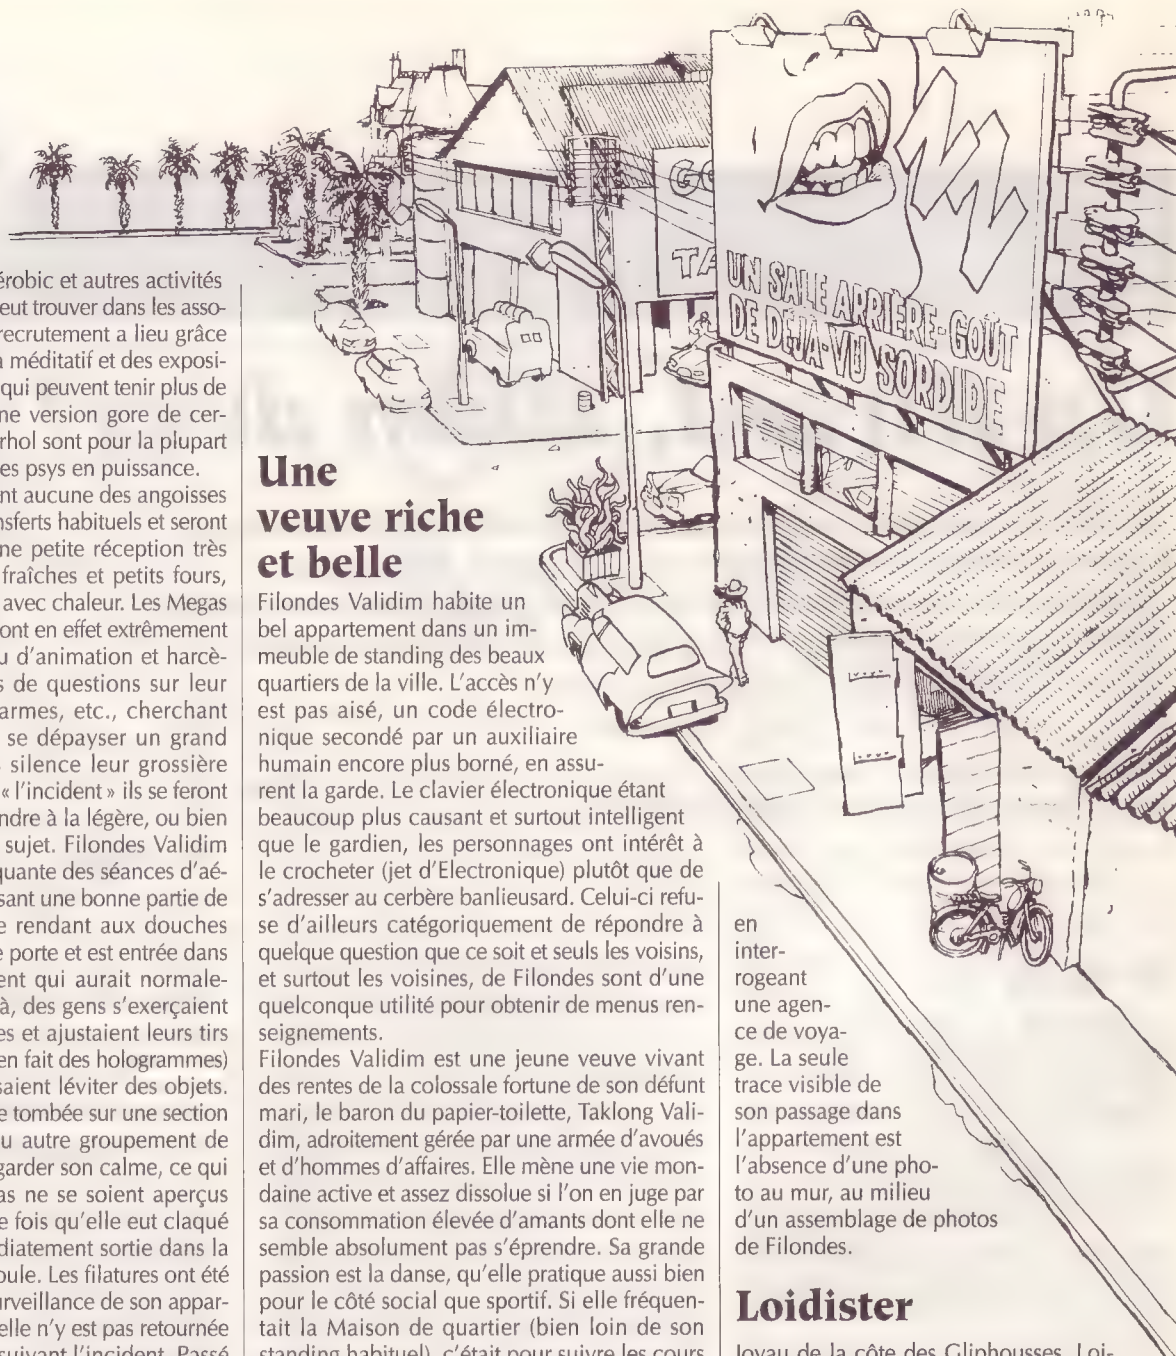 UN SALE ARRIÈRE-GOÛT
DE DÉJA-VU SORDIDE
érobic et autres activités
eut trouver dans les asso-
recrutement a lieu grâce
a méditatif et des exposi-
qui peuvent tenir plus de
ne version gore de cer-
rhol sont pour la plupart
es psys en puissance.
nt aucune des angoisses
nsferts habituels et seront
ne petite réception très
fraîches et petits fours,
avec chaleur. Les Megas
ont en effet extrêmement
u d'animation et harcè-
s de questions sur leur
armes, etc., cherchant
se dépayser un grand
silence leur grossière
« l'incident » ils se feront
ndre à la légère, ou bien
sujet. Filondes Validim
quante des séances d'aé-
sant une bonne partie de
e rendant aux douches
e porte et est entrée dans
ent qui aurait normale-
à, des gens s'exerçaient
es et ajustaient leurs tirs
en fait des hologrammes)
saient léviter des objets.
e tombée sur une section
u autre groupement de
garder son calme, ce qui
as ne se soient aperçus
e fois qu'elle eut claqué
diatement sortie dans la
oule. Les filatures ont été
urveillance de son appar-
elle n'y est pas retournée
suivant l'incident. Passé
Une
veuve riche
et belle
Filondes Validim habite un
bel appartement dans un im-
meuble de standing des beaux
quartiers de la ville. L'accès n'y
est pas aisé, un code électro-
nique secondé par un auxiliaire
humain encore plus borné, en assu-
rent la garde. Le clavier électronique étant
beaucoup plus causant et surtout intelligent
que le gardien, les personnages ont intérêt à
le crocheter (jet d'Electronique) plutôt que de
s'adresser au cerbère banlieusard. Celui-ci refu-
se d'ailleurs catégoriquement de répondre à
quelque question que ce soit et seuls les voisins,
et surtout les voisines, de Filondes sont d'une
quelconque utilité pour obtenir de menus ren-
seignements.
Filondes Validim est une jeune veuve vivant
des rentes de la colossale fortune de son défunt
mari, le baron du papier-toilette, Taklong Vali-
dim, adroitement gérée par une armée d'avoués
et d'hommes d'affaires. Elle mène une vie mon-
daine active et assez dissolue si l'on en juge par
sa consommation élevée d'amants dont elle ne
semble absolument pas s'éprendre. Sa grande
passion est la danse, qu'elle pratique aussi bien
pour le côté social que sportif. Si elle fréquen-
tait la Maison de quartier (bien loin de son
standing habituel), c'était pour suivre les cours
en
inter-
rogeant
une agen-
ce de voya-
ge. La seule
trace visible de
son passage dans
l'appartement est
l'absence d'une pho-
to au mur, au milieu
d'un assemblage de photos
de Filondes.
Loidister
Joyau de la côte des Gliphousses, Loi-